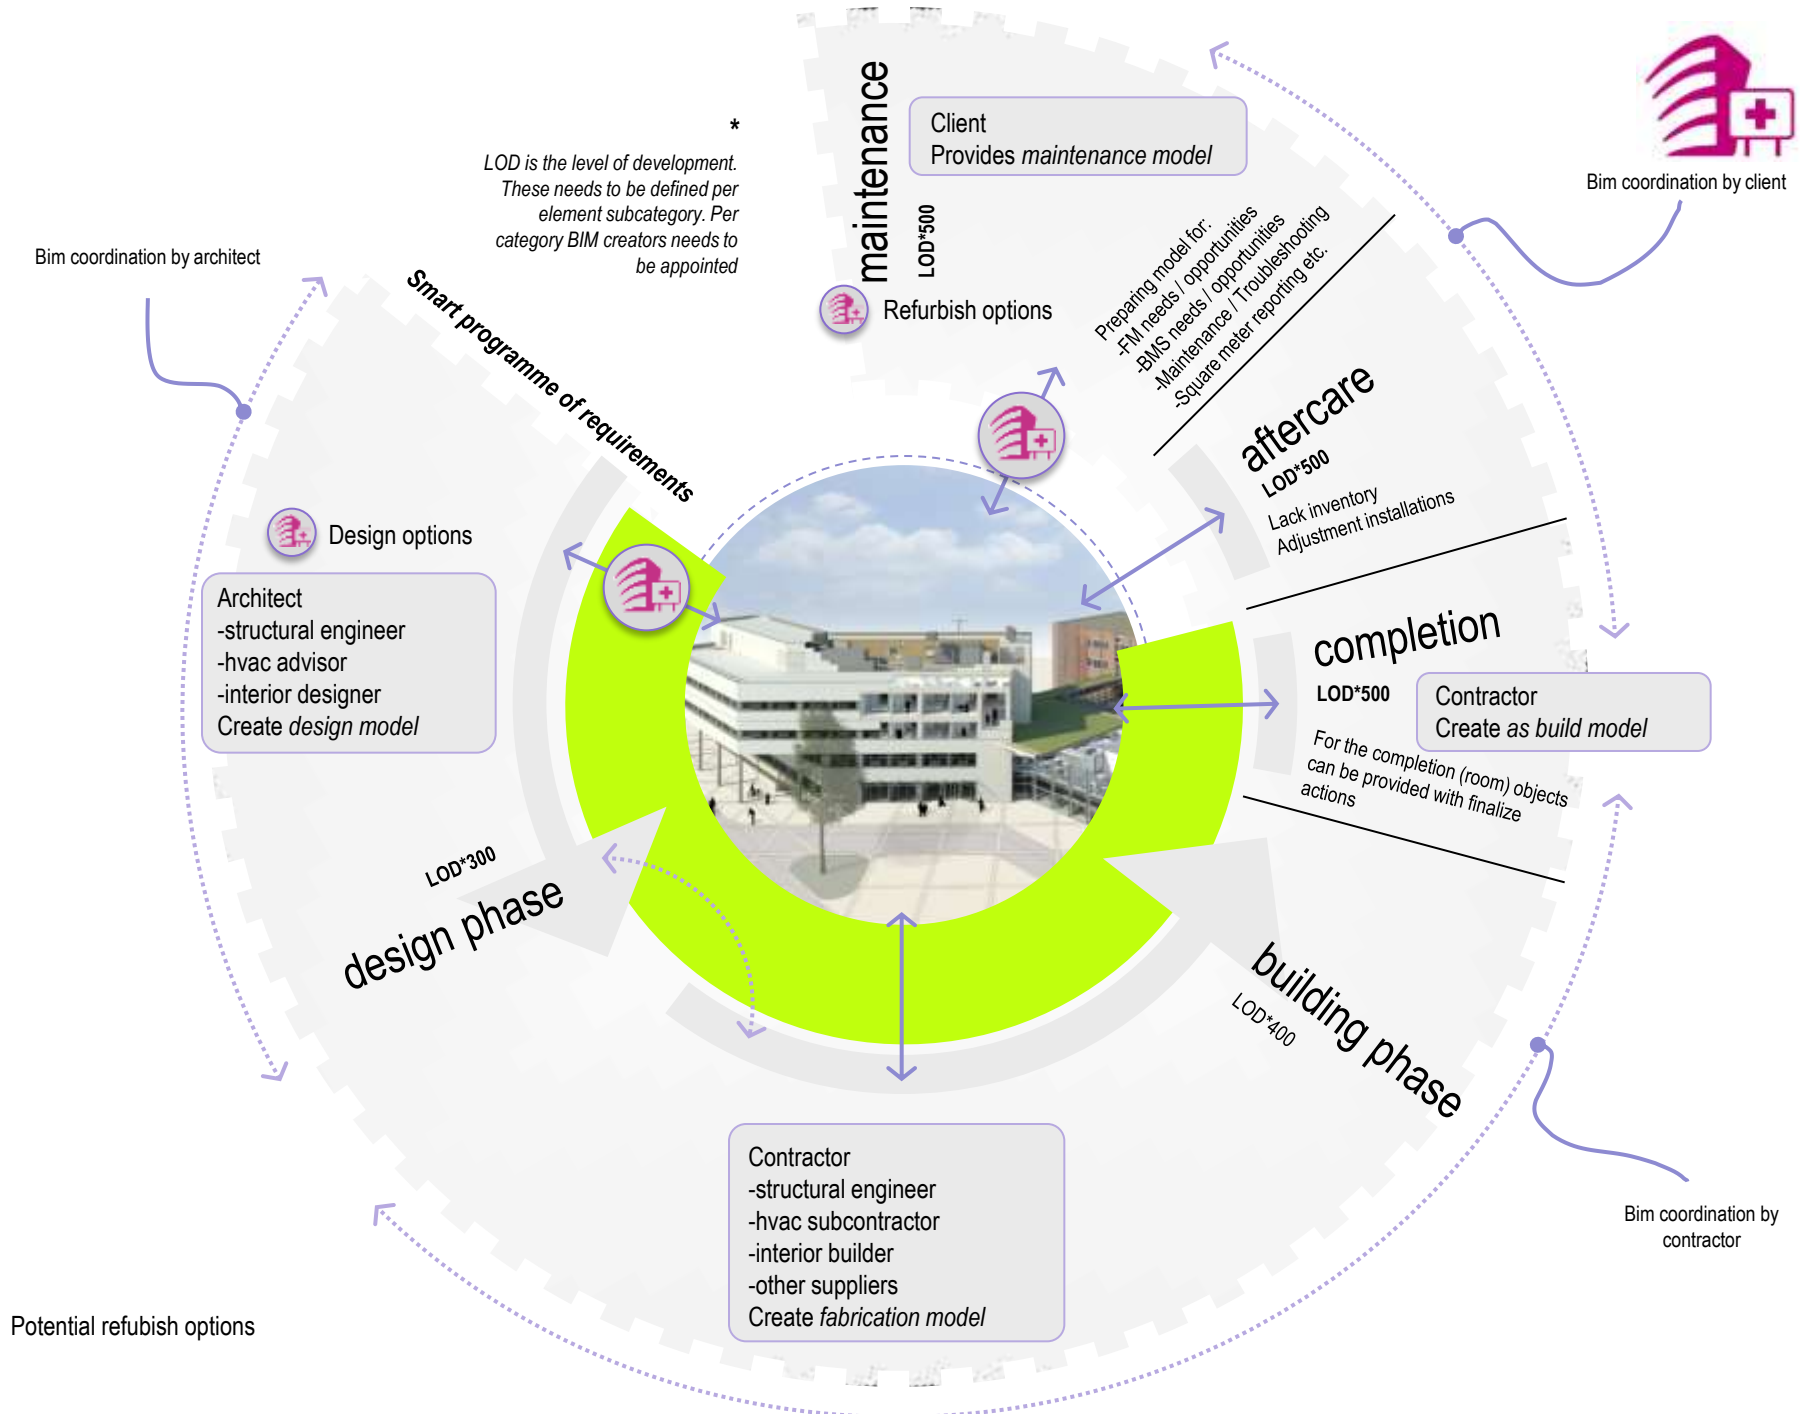 maintenance
LOD*500
Client
Provides maintenance model
Bim coordination by client
*
LOD is the level of development.
These needs to be defined per
element subcategory. Per
category BIM creators needs to
be appointed
Bim coordination by architect
Smart programme of requirements
Refurbish options
Preparing model for:
-FM needs / opportunities
-BMS needs / opportunities
-Maintenance / Troubleshooting
-Square meter reporting etc.
aftercare
LOD*500
Lack inventory
Adjustment installations
Design options
Architect
-structural engineer
-hvac advisor
-interior designer
Create design model
completion
LOD*500
Contractor
Create as build model
For the completion (room) objects
can be provided with finalize
actions
LOD*300
design phase
building phase
LOD*400
Contractor
-structural engineer
-hvac subcontractor
-interior builder
-other suppliers
Create fabrication model
Bim coordination by
contractor
Potential refubish options